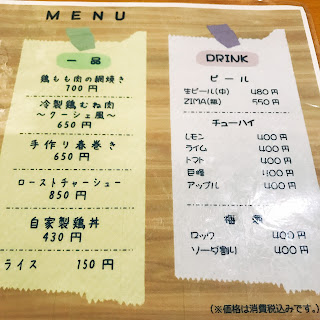 MENU
一品
鶏もも肉の網焼き
700円
冷製鶏むね肉
～クーシェ風～
650円
手作り春巻き
650円
ローストチャーシュー
850円
自家製鶏丼
430円
ライス 150円
DRINK
ビール
生ビール(中) 480円
ZIMA(瓶) 550円
チューハイ
レモン 400円
ライム 400円
トマト 400円
巨峰 400円
アップル 400円
ロック 400円
ソーダ割り 400円
(※価格は消費税込みです。)